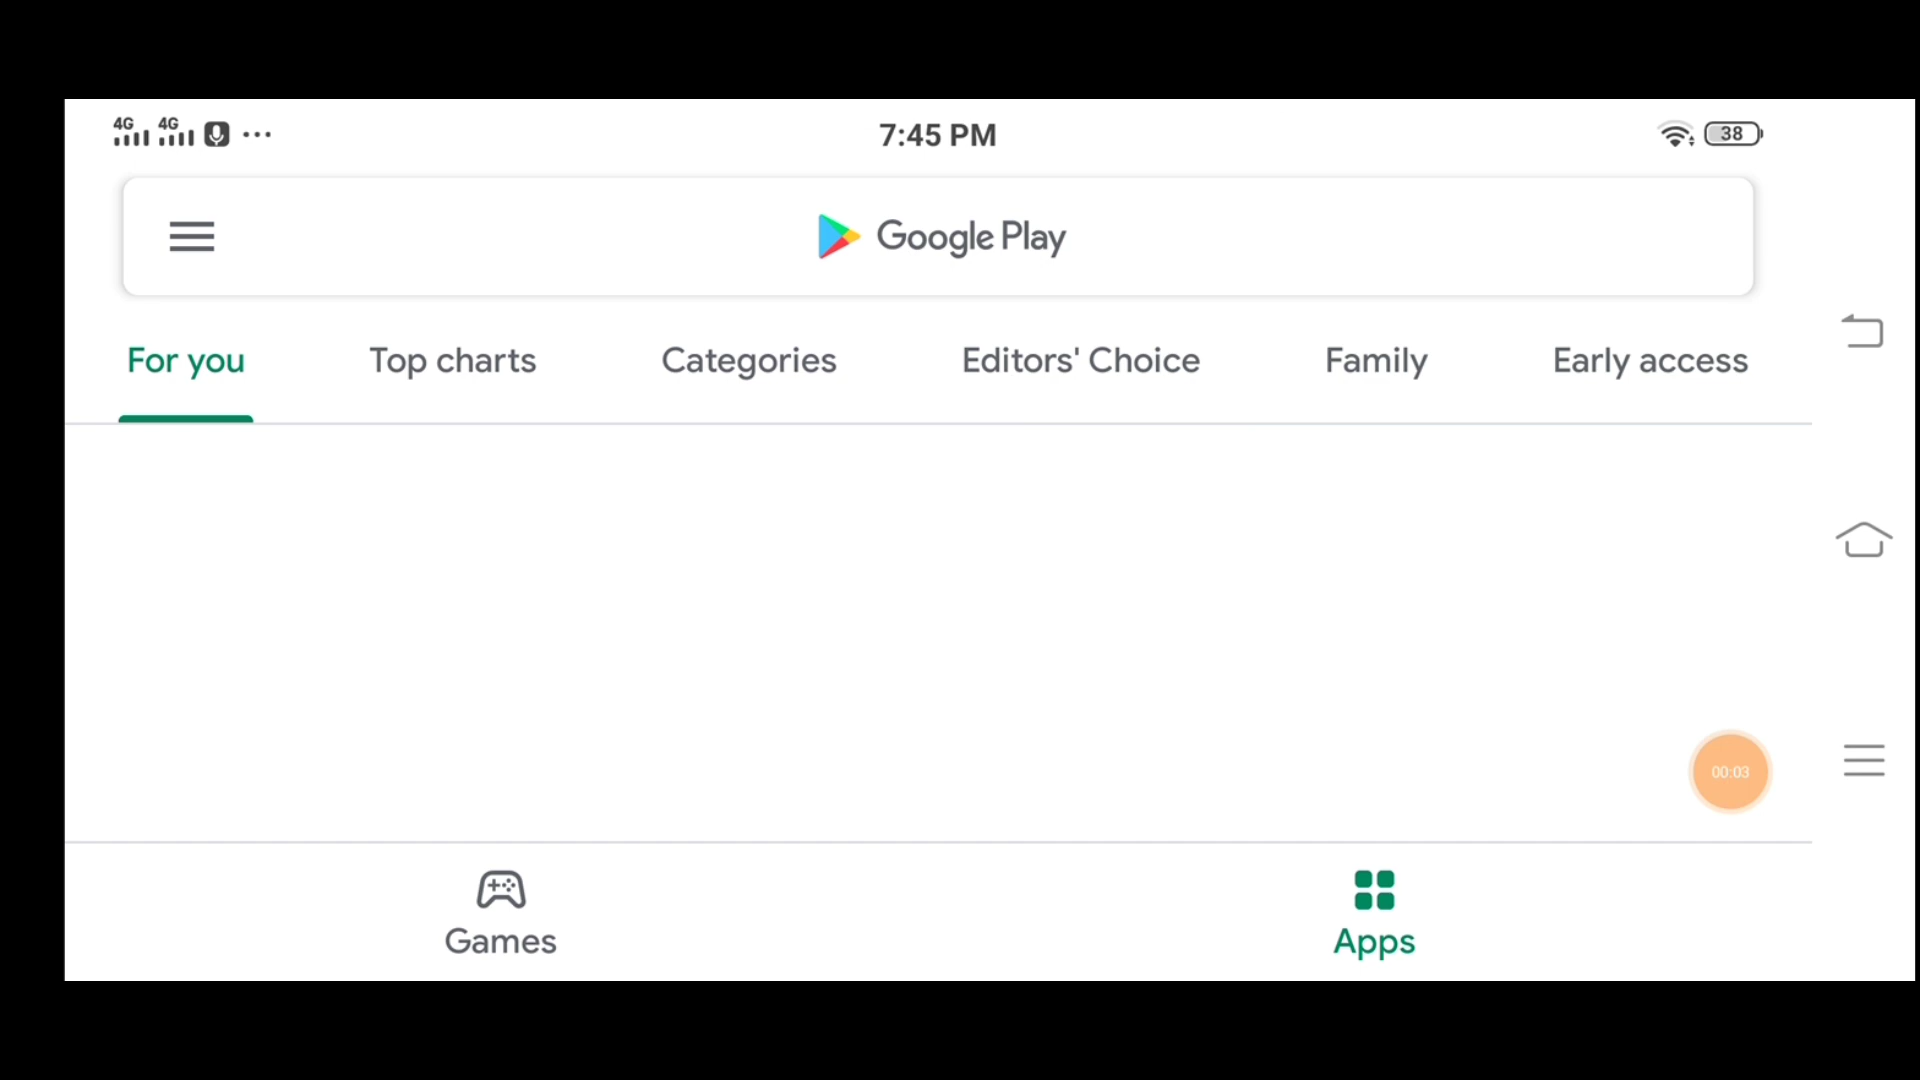 4G 4G 7:45 PM 38
Google Play
For you Top charts Categories Editors' Choice Family Early access
00:03
Games Apps